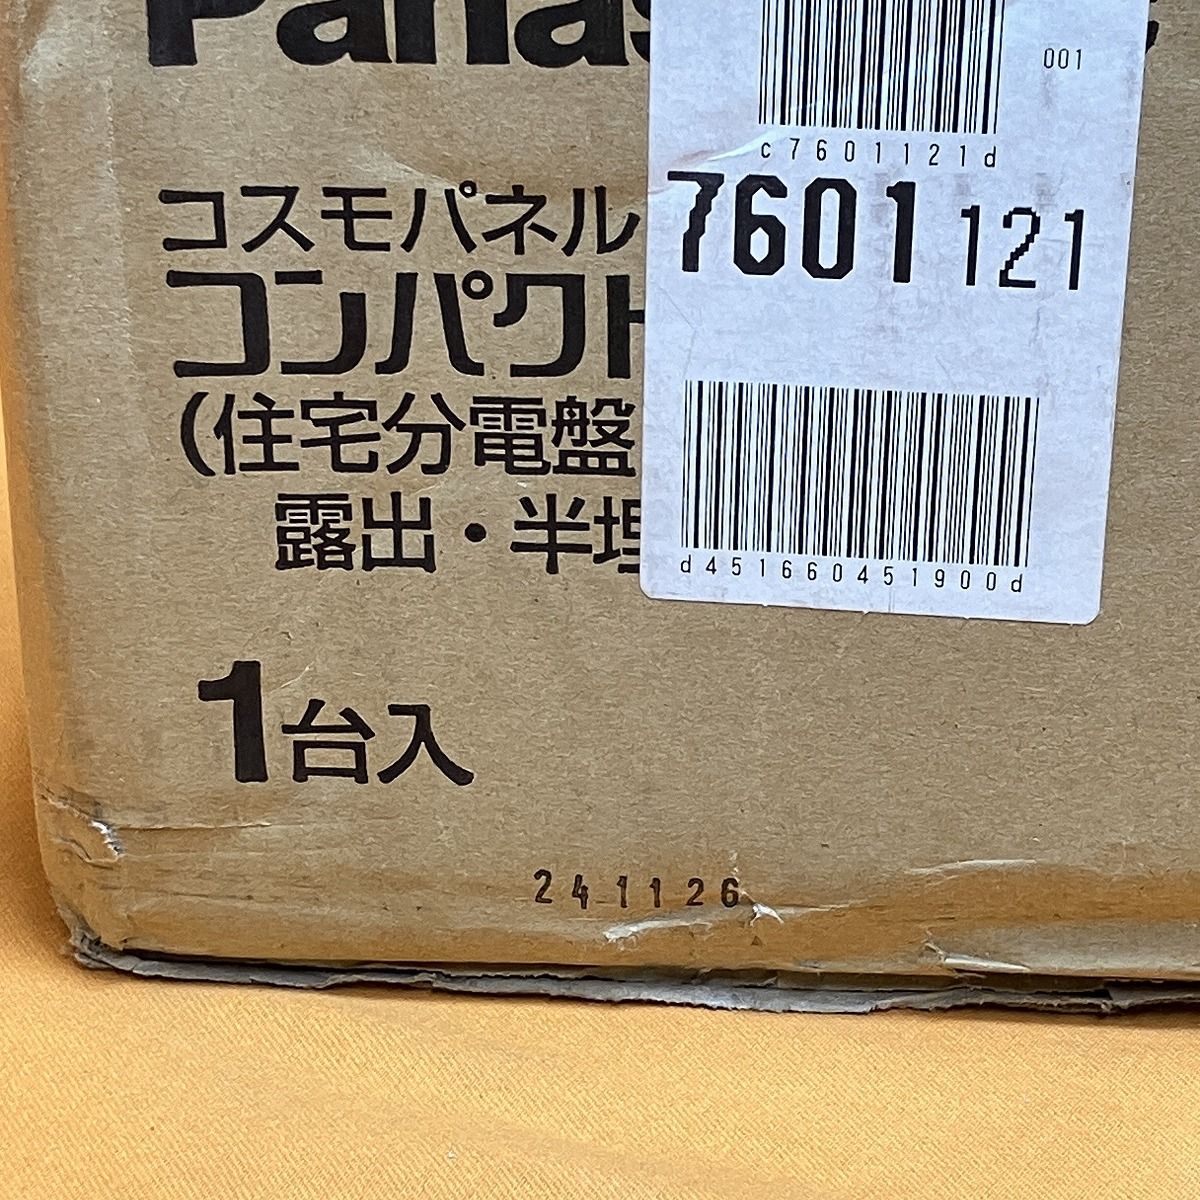 Panas
001
c7601121d
コスモパネル
7601 121
コンパクト
(住宅分電盤
露出・半埋
d451660451900d
1台入
241126